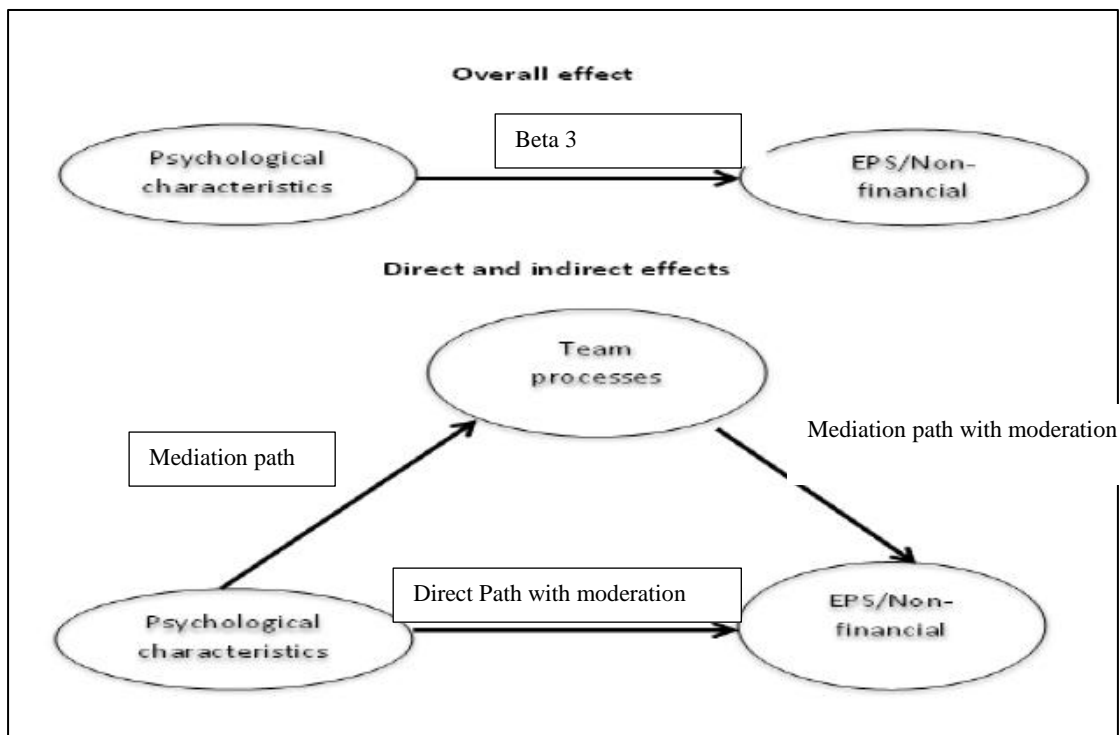 Overall effect
Beta 3
Psychological
characteristics
EPS/Non-
financial
Direct and indirect effects
Team
processes
Mediation path with moderation
Mediation path
Direct Path with moderation
Psychological
characteristics
EPS/Non-
financial